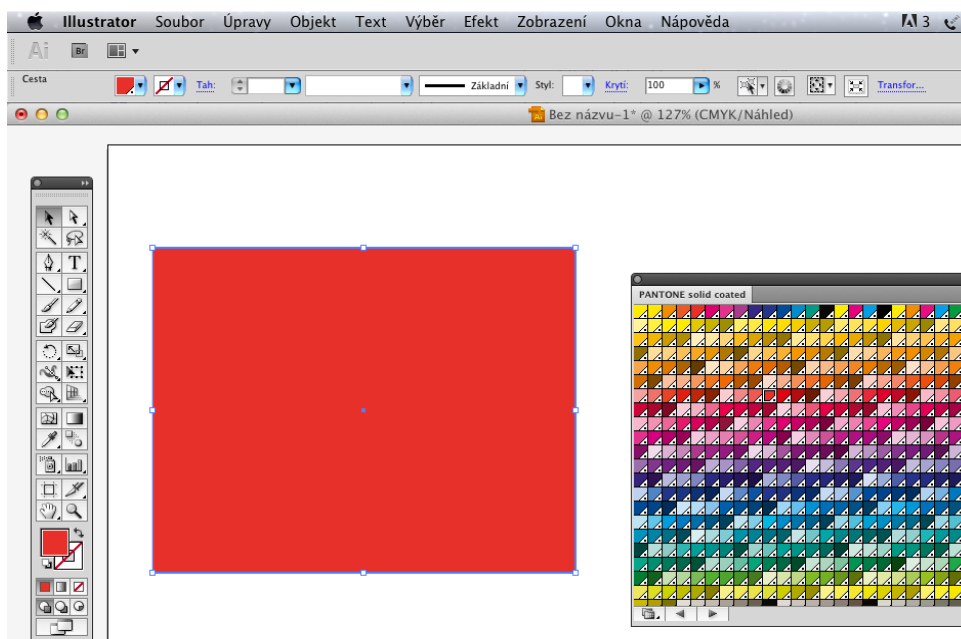 Illustrator Soubor Úpravy Objekt Text Výběr Efekt Zobrazení Okna Nápověda 3
Ai Br
Cesta Tah: Základní Styl: Krytí: 100 % Transfor...
Bez názvu-1* @ 127% (CMYK/Náhled)
T
PANTONE solid coated